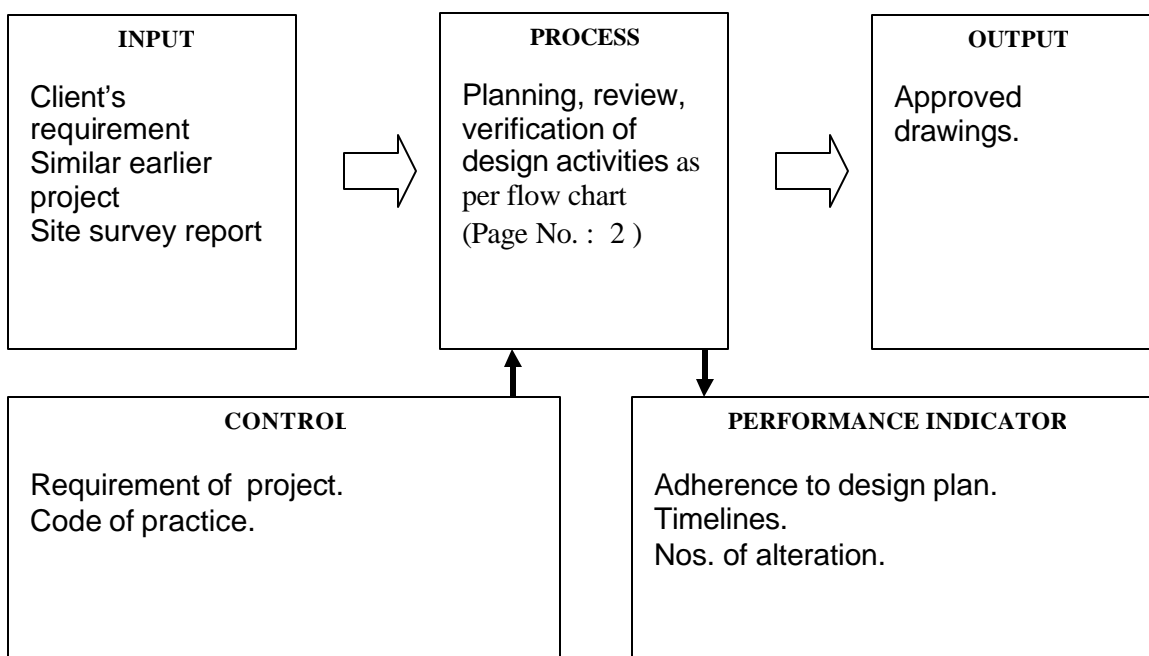 INPUT
Client’s
requirement
Similar earlier
project
Site survey report
PROCESS
Planning, review,
verification of
design activities as
per flow chart
(Page No. : 2 )
OUTPUT
Approved
drawings.
CONTROL
Requirement of project.
Code of practice.
PERFORMANCE INDICATOR
Adherence to design plan.
Timelines.
Nos. of alteration.